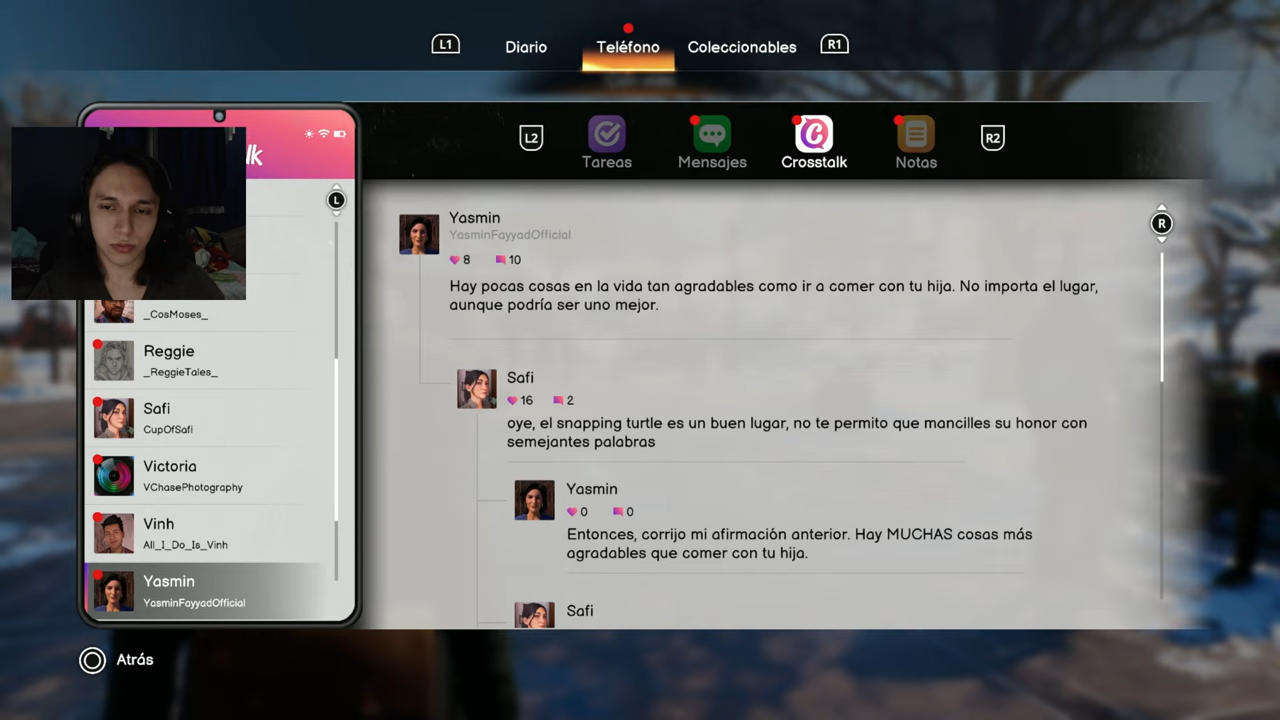 L1
Diario
Teléfono
Coleccionables
R1
L2
Tareas
Mensajes
Crosstalk
Notas
R2
lk
L
_CosMoses_
Reggie
_ReggieTales_
Safi
CupOfSafi
Victoria
VChasePhotography
Vinh
All_I_Do_Is_Vinh
Yasmin
YasminFayyadOfficial
R
Yasmin
YasminFayyadOfficial
8 10
Hay pocas cosas en la vida tan agradables como ir a comer con tu hija. No importa el lugar,
aunque podría ser uno mejor.
Safi
16 2
oye, el snapping turtle es un buen lugar, no te permito que mancilles su honor con
semejantes palabras
Yasmin
0 0
Entonces, corrijo mi afirmación anterior. Hay MUCHAS cosas más
agradables que comer con tu hija.
Safi
Atrás